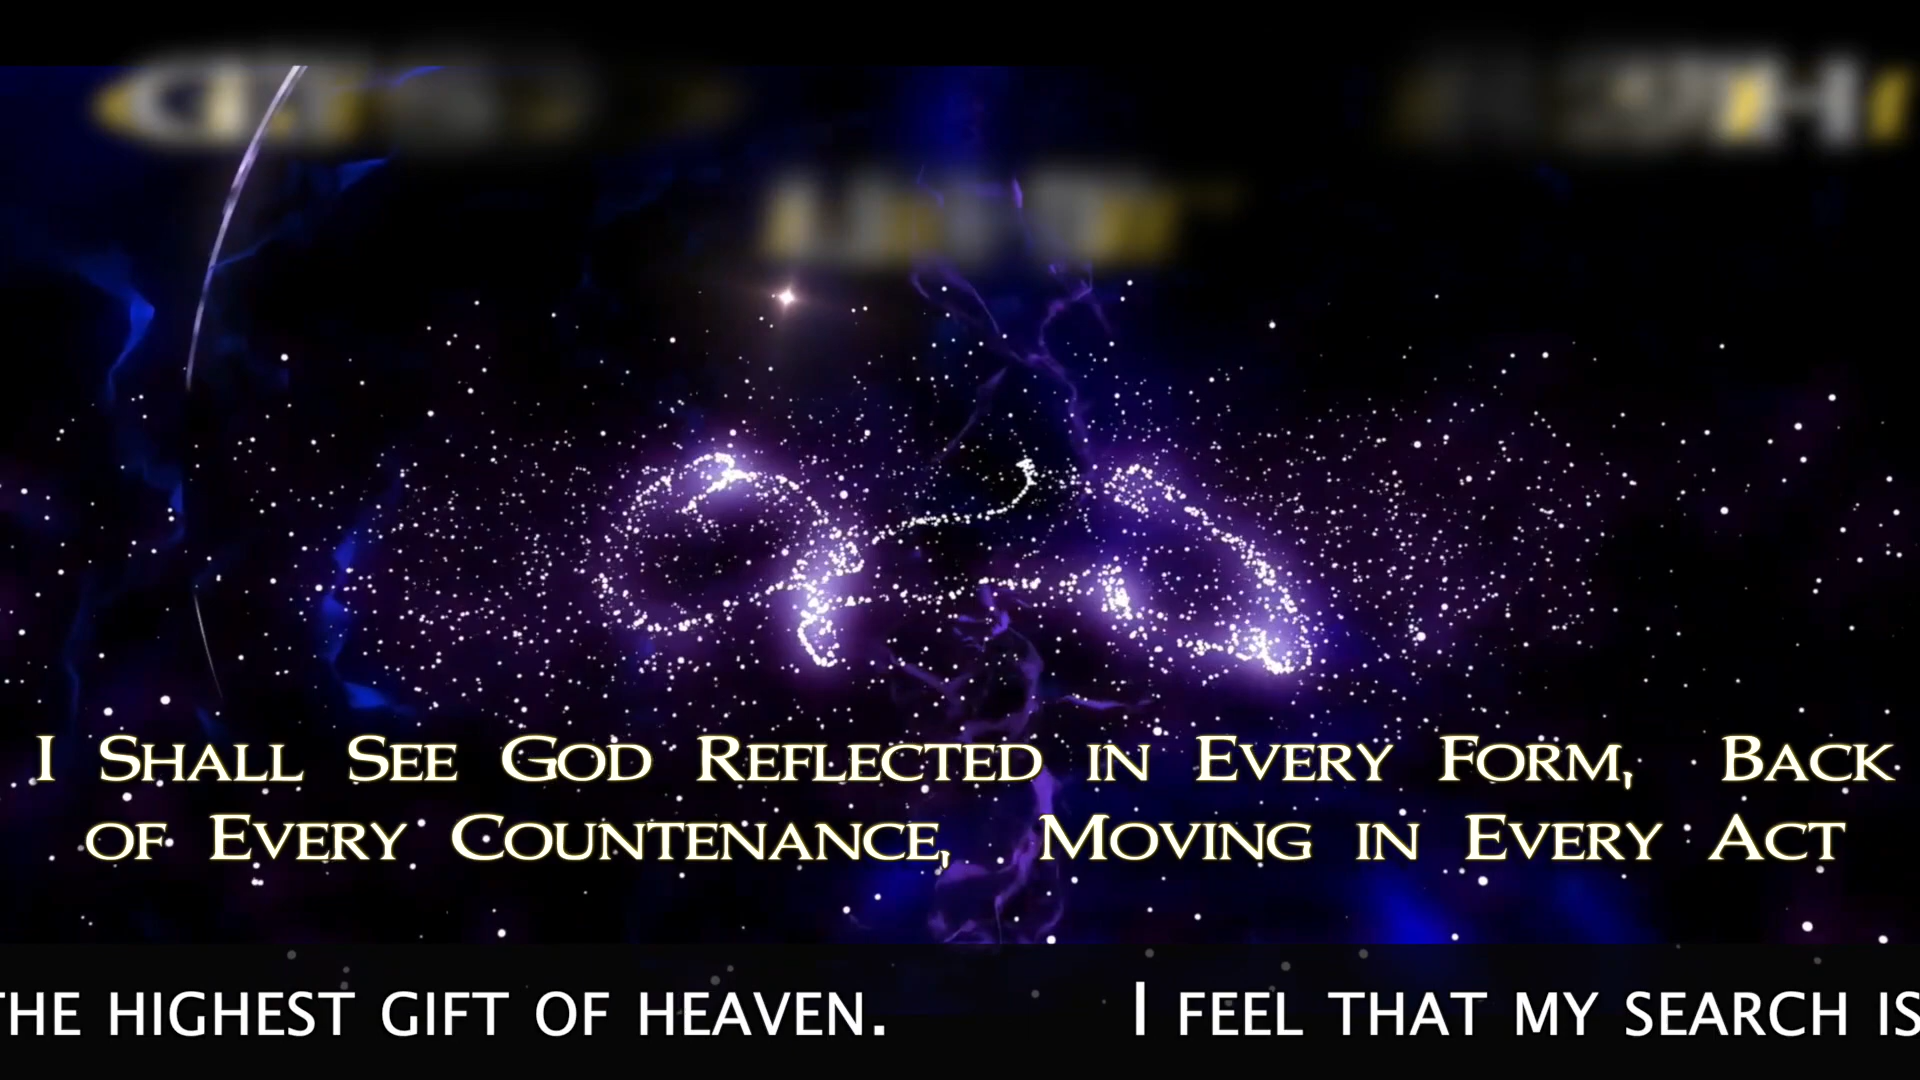 I Shall See God Reflected in Every Form, Back
of Every Countenance, Moving in Every Act
THE HIGHEST GIFT OF HEAVEN. I FEEL THAT MY SEARCH IS